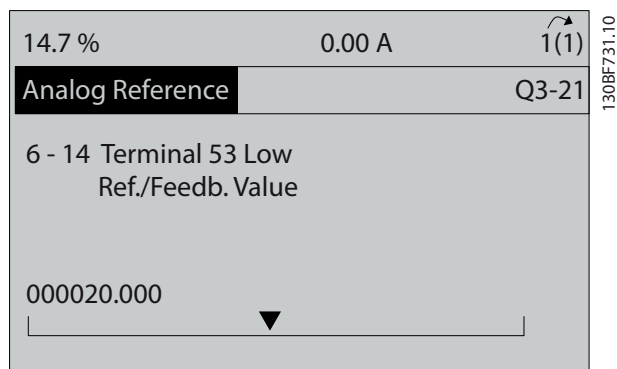 14.7 % 0.00 A 1(1)
Analog Reference Q3-21
6 - 14 Terminal 53 Low
Ref./Feedb. Value
000020.000
130BF731.10